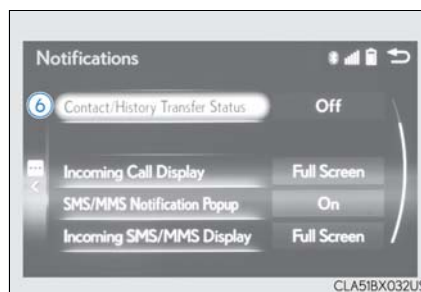 Notifications
6 Contact/History Transfer Status Off
Incoming Call Display Full Screen
SMS/MMS Notification Popup On
Incoming SMS/MMS Display Full Screen
CLA51BX032US